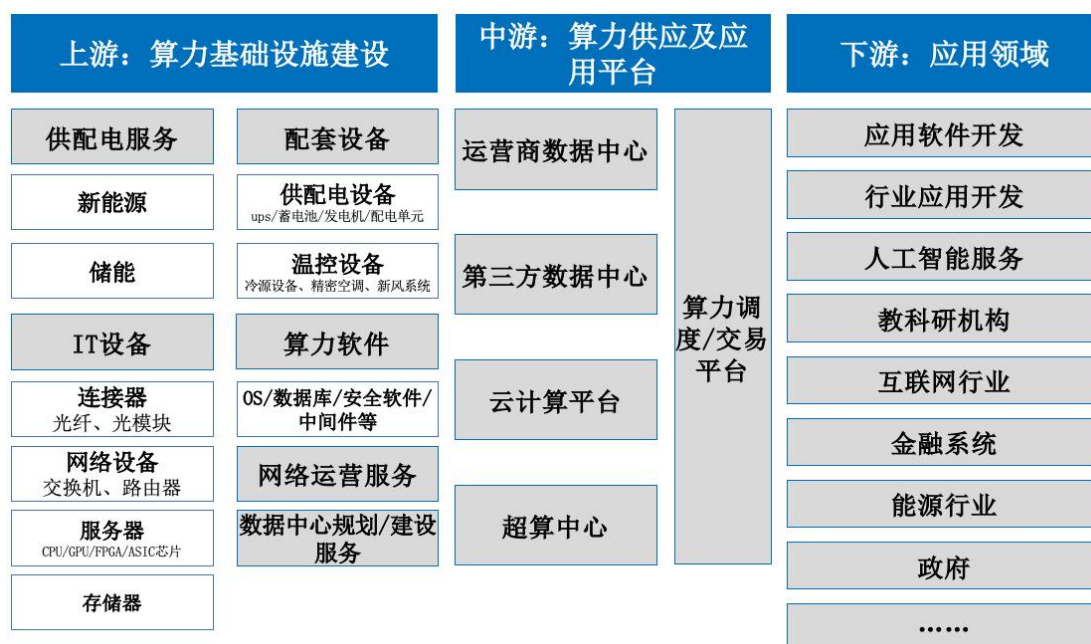 上游：算力基础设施建设
供配电服务
新能源
储能
IT设备
连接器
光纤、光模块
网络设备
交换机、路由器
服务器
CPU/GPU/FPGA/ASIC芯片
存储器
配套设备
供配电设备
ups/蓄电池/发电机/配电单元
温控设备
冷源设备、精密空调、新风系统
算力软件
OS/数据库/安全软件/
中间件等
网络运营服务
数据中心规划/建设
服务
中游：算力供应及应
用平台
运营商数据中心
第三方数据中心
云计算平台
超算中心
算力调
度/交易
平台
下游：应用领域
应用软件开发
行业应用开发
人工智能服务
教科研机构
互联网行业
金融系统
能源行业
政府
……